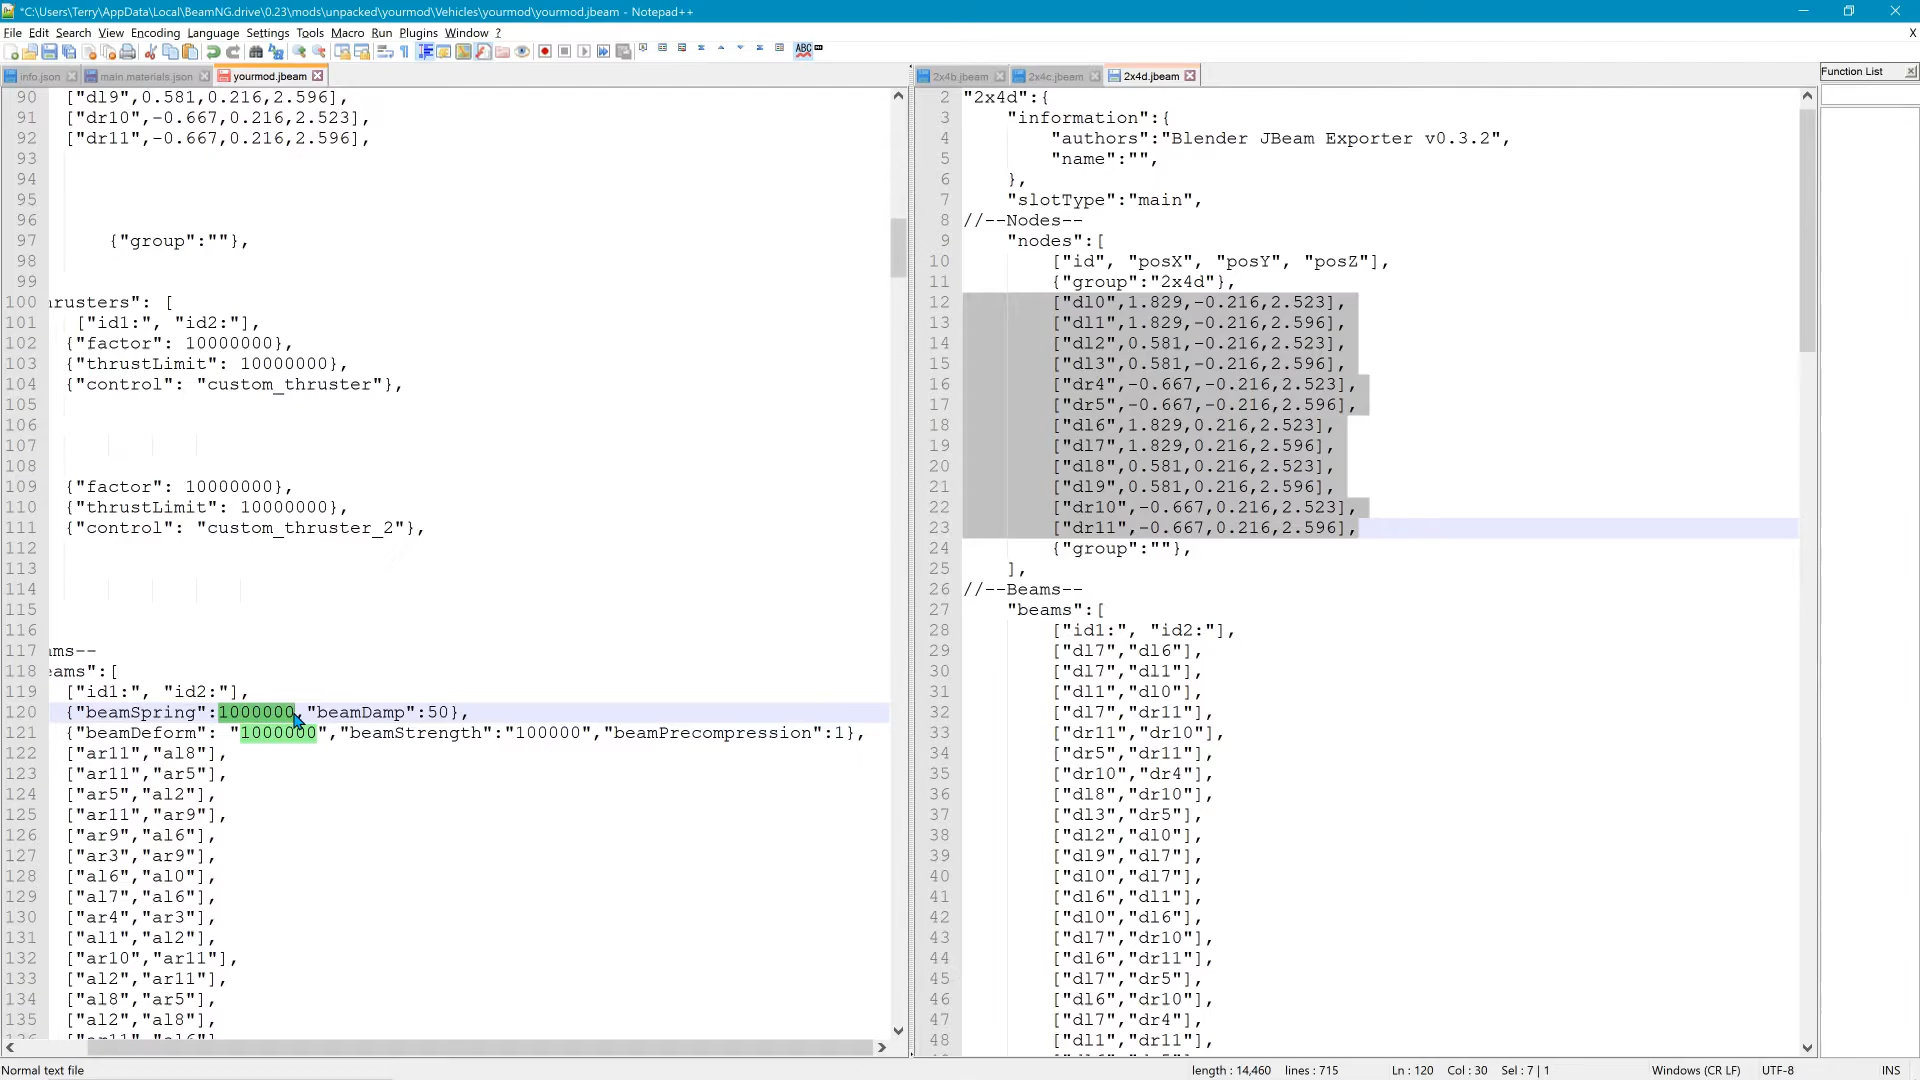 *C:\Users\Terry\AppData\Local\BeamNG.drive\0.23\mods\unpacked\yourmod\Vehicles\yourmod\yourmod.jbeam - Notepad++
File Edit Search View Encoding Language Settings Tools Macro Run Plugins Window ? X
info.json main.materials.json yourmod.jbeam
90 ["dl9",0.581,0.216,2.596],
91 ["dr10",-0.667,0.216,2.523],
92 ["dr11",-0.667,0.216,2.596],
93
94
95
96
97 {"group":""},
98
99
100 hrusters": [
101 ["id1:", "id2:"],
102 {"factor": 10000000},
103 {"thrustLimit": 10000000},
104 {"control": "custom_thruster"},
105
106
107
108
109 {"factor": 10000000},
110 {"thrustLimit": 10000000},
111 {"control": "custom_thruster_2"},
112
113
114
115
116
117 ams--
118 eams":[
119 ["id1:", "id2:"],
120 {"beamSpring":1000000,"beamDamp":50},
121 {"beamDeform": "1000000","beamStrength":"100000","beamPrecompression":1},
122 ["ar11","al8"],
123 ["ar11","ar5"],
124 ["ar5","al2"],
125 ["ar11","ar9"],
126 ["ar9","al6"],
127 ["ar3","ar9"],
128 ["al6","al0"],
129 ["al7","al6"],
130 ["ar4","ar3"],
131 ["al1","al2"],
132 ["ar10","ar11"],
133 ["al2","ar11"],
134 ["al8","ar5"],
135 ["al2","al8"],
2x4b.jbeam 2x4c.jbeam 2x4d.jbeam
2 "2x4d":{
3 "information":{
4 "authors":"Blender JBeam Exporter v0.3.2",
5 "name":"",
6 },
7 "slotType":"main",
8 //--Nodes--
9 "nodes":[
10 ["id", "posX", "posY", "posZ"],
11 {"group":"2x4d"},
12 ["dl0",1.829,-0.216,2.523],
13 ["dl1",1.829,-0.216,2.596],
14 ["dl2",0.581,-0.216,2.523],
15 ["dl3",0.581,-0.216,2.596],
16 ["dr4",-0.667,-0.216,2.523],
17 ["dr5",-0.667,-0.216,2.596],
18 ["dl6",1.829,0.216,2.523],
19 ["dl7",1.829,0.216,2.596],
20 ["dl8",0.581,0.216,2.523],
21 ["dl9",0.581,0.216,2.596],
22 ["dr10",-0.667,0.216,2.523],
23 ["dr11",-0.667,0.216,2.596],
24 {"group":""},
25 ],
26 //--Beams--
27 "beams":[
28 ["id1:", "id2:"],
29 ["dl7","dl6"],
30 ["dl7","dl1"],
31 ["dl1","dl0"],
32 ["dl7","dr11"],
33 ["dr11","dr10"],
34 ["dr5","dr11"],
35 ["dr10","dr4"],
36 ["dl8","dr10"],
37 ["dl3","dr5"],
38 ["dl2","dl0"],
39 ["dl9","dl7"],
40 ["dl0","dl7"],
41 ["dl6","dl1"],
42 ["dl0","dl6"],
43 ["dl7","dr10"],
44 ["dl6","dr11"],
45 ["dl7","dr5"],
46 ["dl6","dr10"],
47 ["dl7","dr4"],
48 ["dl1","dr11"],
Function List
Normal text file length : 14,460 lines : 715 Ln : 120 Col : 30 Sel : 7 | 1 Windows (CR LF) UTF-8 INS